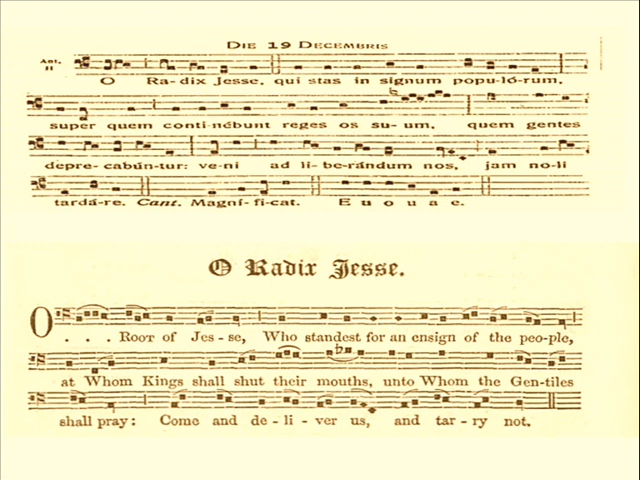 Die 19 Decembris
Ant. II
O Ra- dix Jesse, qui stas in signum popu- ló- rum,
super quem conti- nébunt reges os su- um, quem gentes
depre- cabún- tur: ve- ni ad li- be- rándum nos, jam no- li
tardá- re. Cant. Magní- fi- cat. E u o u a e.
O Radix Jesse.
O . . . Root of Jes - se, Who standest for an ensign of the peo- ple,
at Whom Kings shall shut their mouths, unto Whom the Gen- tiles
shall pray: Come and de - li - ver us, and tar - ry not.